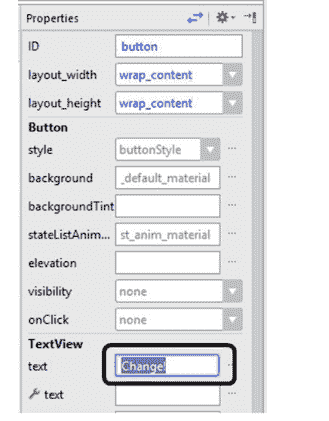 Properties
ID button
layout_width wrap_content
layout_height wrap_content
Button
style buttonStyle
background _default_material
backgroundTint
stateListAnim... st_anim_material
elevation
visibility none
onClick none
TextView
text Change
text